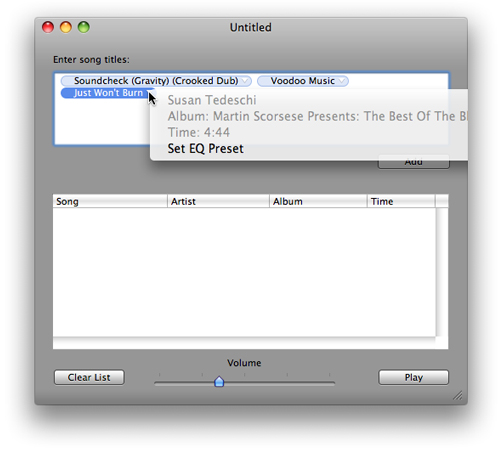 Untitled
Enter song titles:
Soundcheck (Gravity) (Crooked Dub) Voodoo Music
Just Won't Burn
Susan Tedeschi
Album: Martin Scorsese Presents: The Best Of The
Time: 4:44
Set EQ Preset
Add
Song Artist Album Time
Volume
Clear List Play